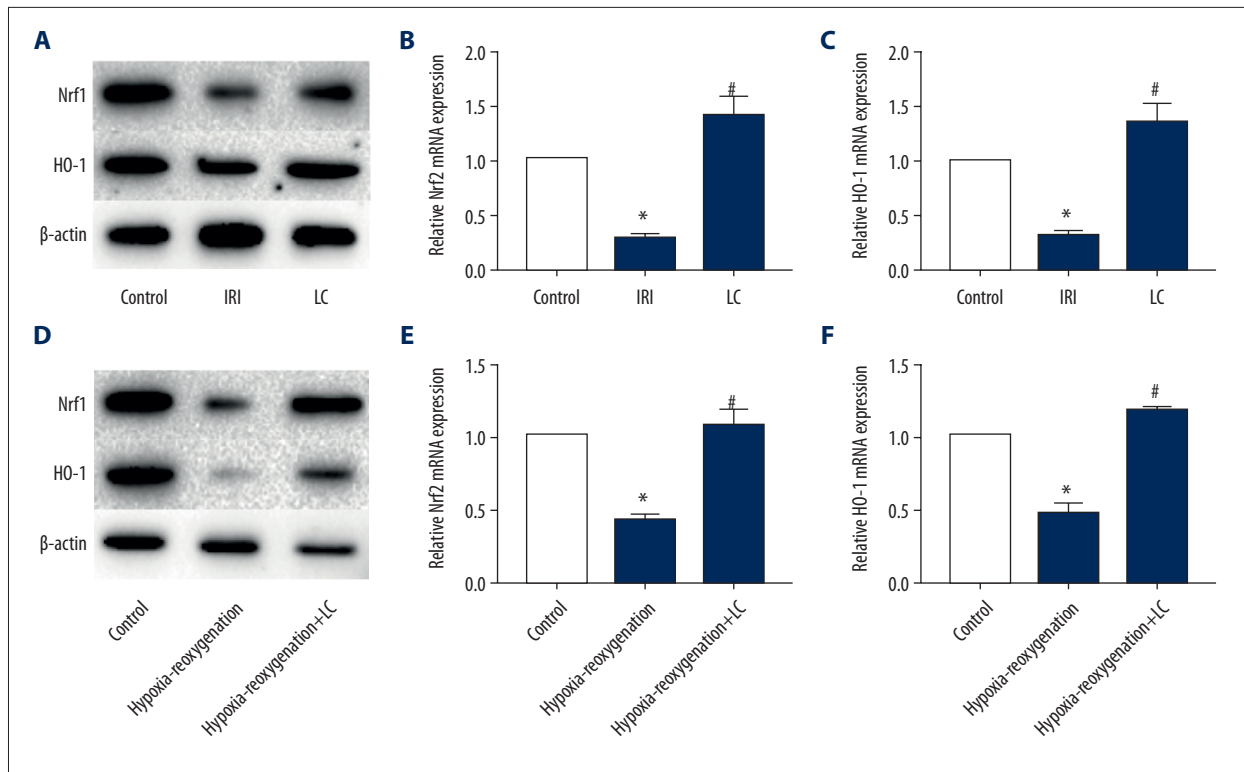 A
Nrf1
HO-1
β-actin
Control IRI LC
B
Relative Nrf2 mRNA expression
2.0
1.5
1.0
0.5
0.0
#
*
Control IRI LC
C
Relative HO-1 mRNA expression
2.0
1.5
1.0
0.5
0.0
#
*
Control IRI LC
D
Nrf1
HO-1
β-actin
Control
Hypoxia-reoxygenation
Hypoxia-reoxygenation+LC
E
Relative Nrf2 mRNA expression
1.5
1.0
0.5
0.0
#
*
Control
Hypoxia-reoxygenation
Hypoxia-reoxygenation+LC
F
Relative HO-1 mRNA expression
1.5
1.0
0.5
0.0
#
*
Control
Hypoxia-reoxygenation
Hypoxia-reoxygenation+LC